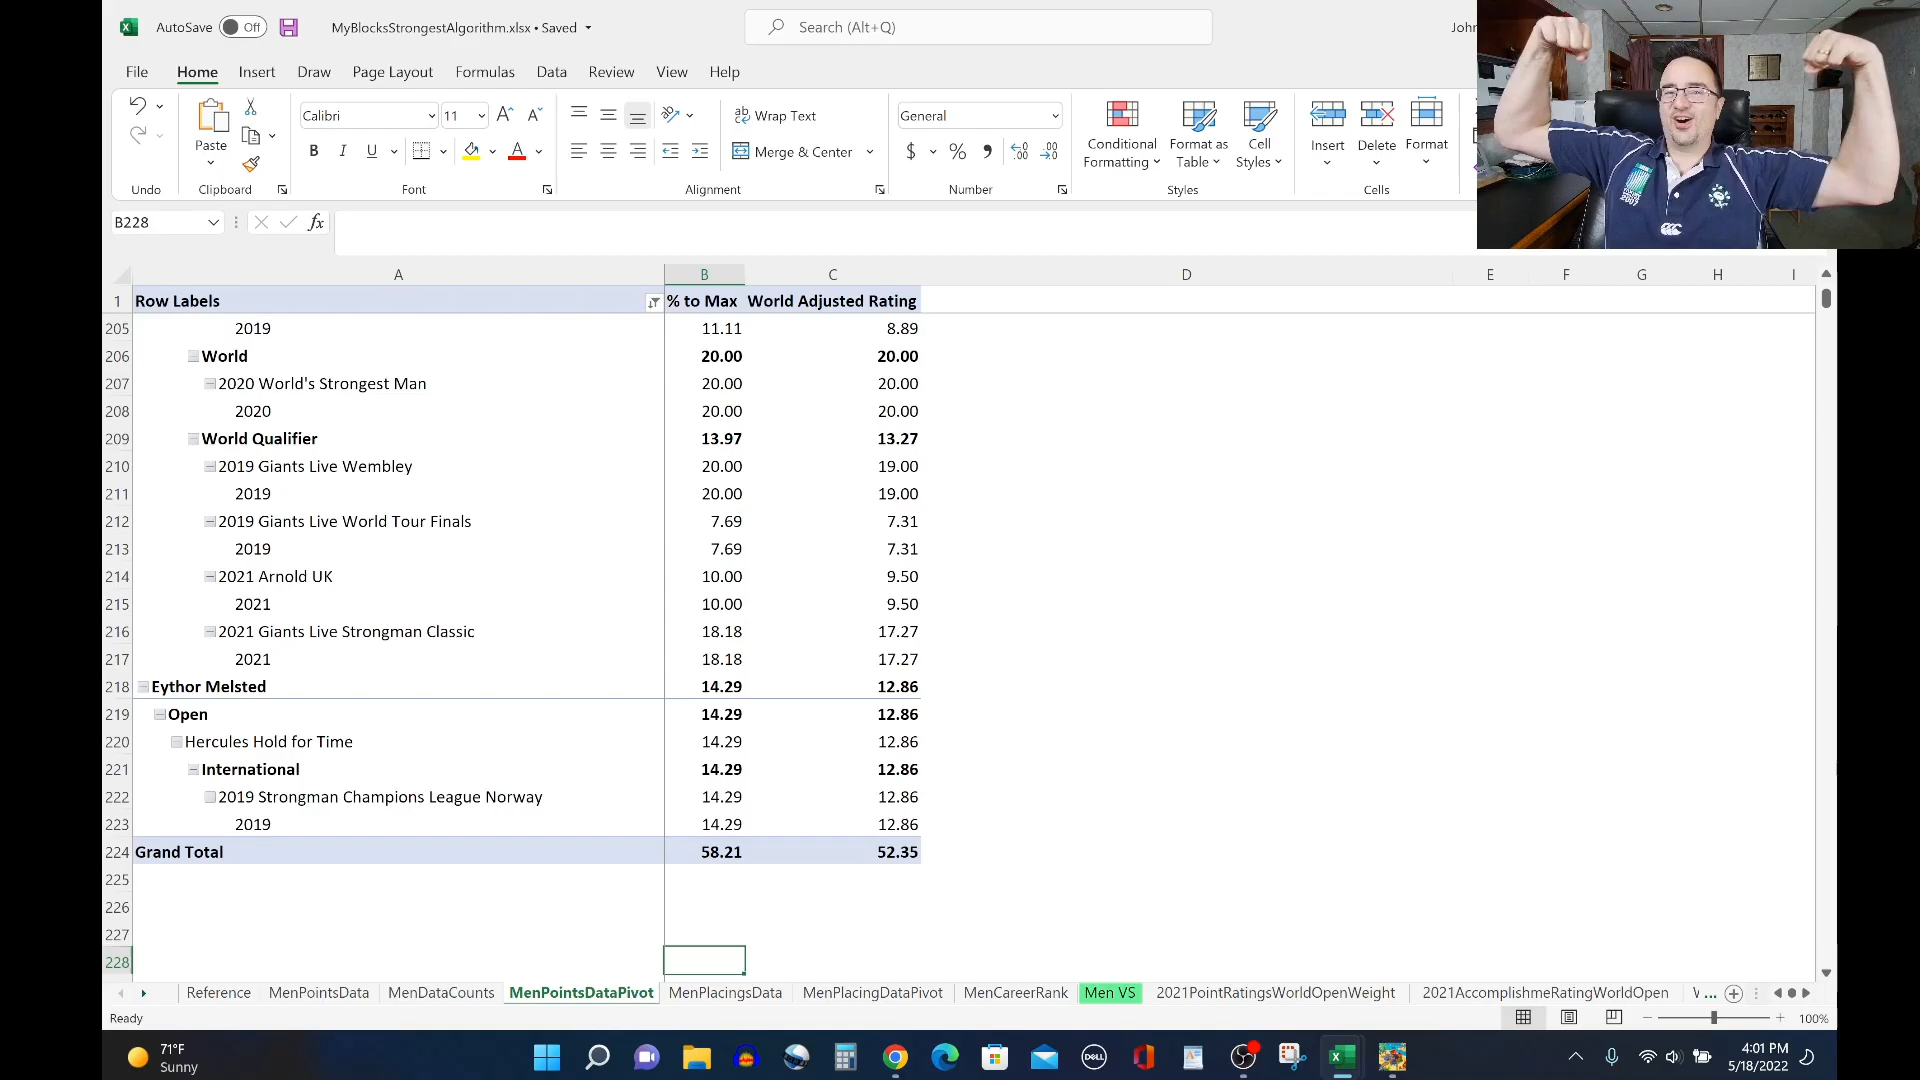 AutoSave Off MyBlocksStrongestAlgorithm.xlsx • Saved Search (Alt+Q) John
File Home Insert Draw Page Layout Formulas Data Review View Help
Calibri 11 Wrap Text General
Paste B I U Merge & Center $ % Conditional Formatting Format as Table Cell Styles Insert Delete Format
Undo Clipboard Font Alignment Number Styles Cells
B228 fx
A B C D E F G H I
1 Row Labels % to Max World Adjusted Rating
205 2019 11.11 8.89
206 World 20.00 20.00
207 2020 World's Strongest Man 20.00 20.00
208 2020 20.00 20.00
209 World Qualifier 13.97 13.27
210 2019 Giants Live Wembley 20.00 19.00
211 2019 20.00 19.00
212 2019 Giants Live World Tour Finals 7.69 7.31
213 2019 7.69 7.31
214 2021 Arnold UK 10.00 9.50
215 2021 10.00 9.50
216 2021 Giants Live Strongman Classic 18.18 17.27
217 2021 18.18 17.27
218 Eythor Melsted 14.29 12.86
219 Open 14.29 12.86
220 Hercules Hold for Time 14.29 12.86
221 International 14.29 12.86
222 2019 Strongman Champions League Norway 14.29 12.86
223 2019 14.29 12.86
224 Grand Total 58.21 52.35
225
226
227
228
Reference MenPointsData MenDataCounts MenPointsDataPivot MenPlacingsData MenPlacingDataPivot MenCareerRank Men VS 2021PointRatingsWorldOpenWeight 2021AccomplishmeRatingWorldOpen ...
Ready 100%
71°F
Sunny
DELL
4:01 PM
5/18/2022